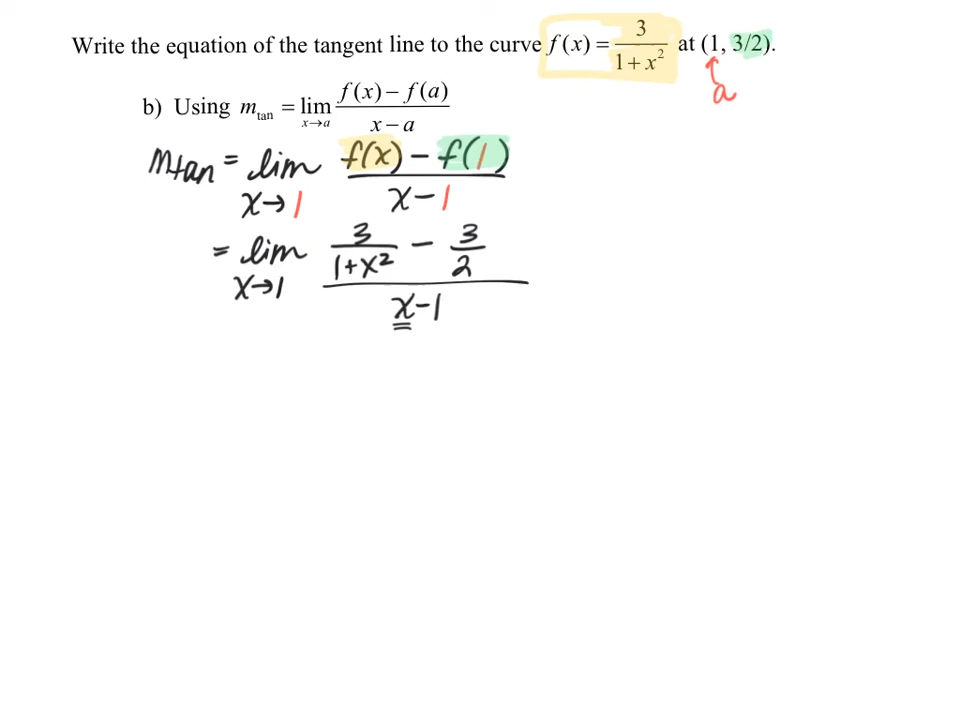 Write the equation of the tangent line to the curve f(x) = 3/(1+x²) at (1, 3/2).
a
b) Using m_tan = lim_{x→a} (f(x) − f(a))/(x − a)
mtan = lim_{x→1} (f(x) − f(1))/(x − 1)
= lim_{x→1} (3/(1+x²) − 3/2)/(x − 1)